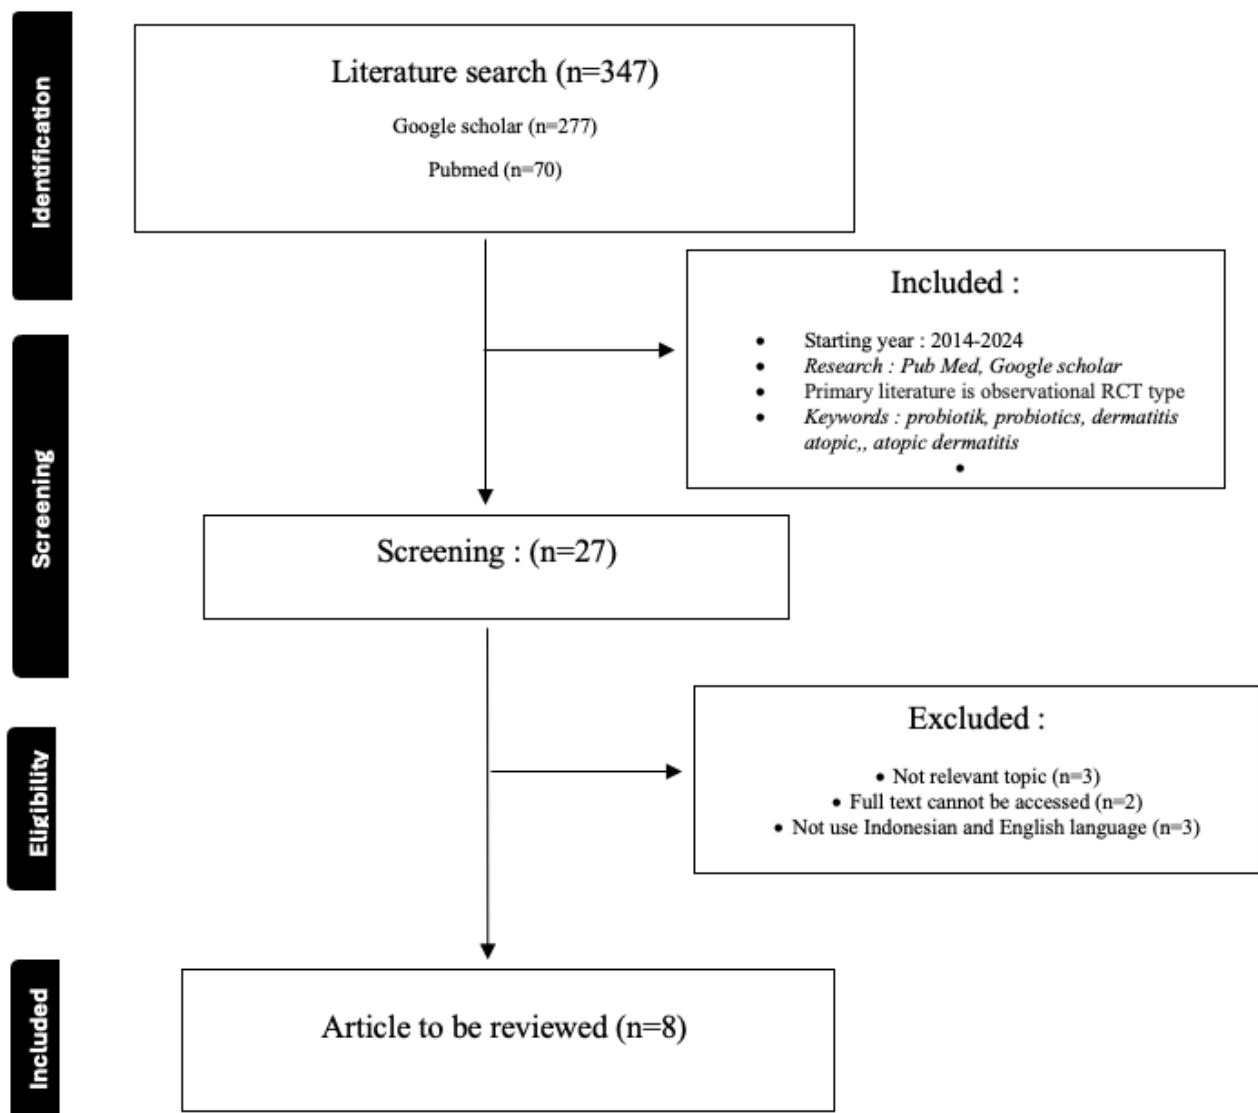 Identification
Literature search (n=347)
Google scholar (n=277)
Pubmed (n=70)
Included :
• Starting year : 2014-2024
• Research : Pub Med, Google scholar
• Primary literature is observational RCT type
• Keywords : probiotik, probiotics, dermatitis
atopic,, atopic dermatitis
•
Screening
Screening : (n=27)
Eligibility
Excluded :
• Not relevant topic (n=3)
• Full text cannot be accessed (n=2)
• Not use Indonesian and English language (n=3)
Included
Article to be reviewed (n=8)